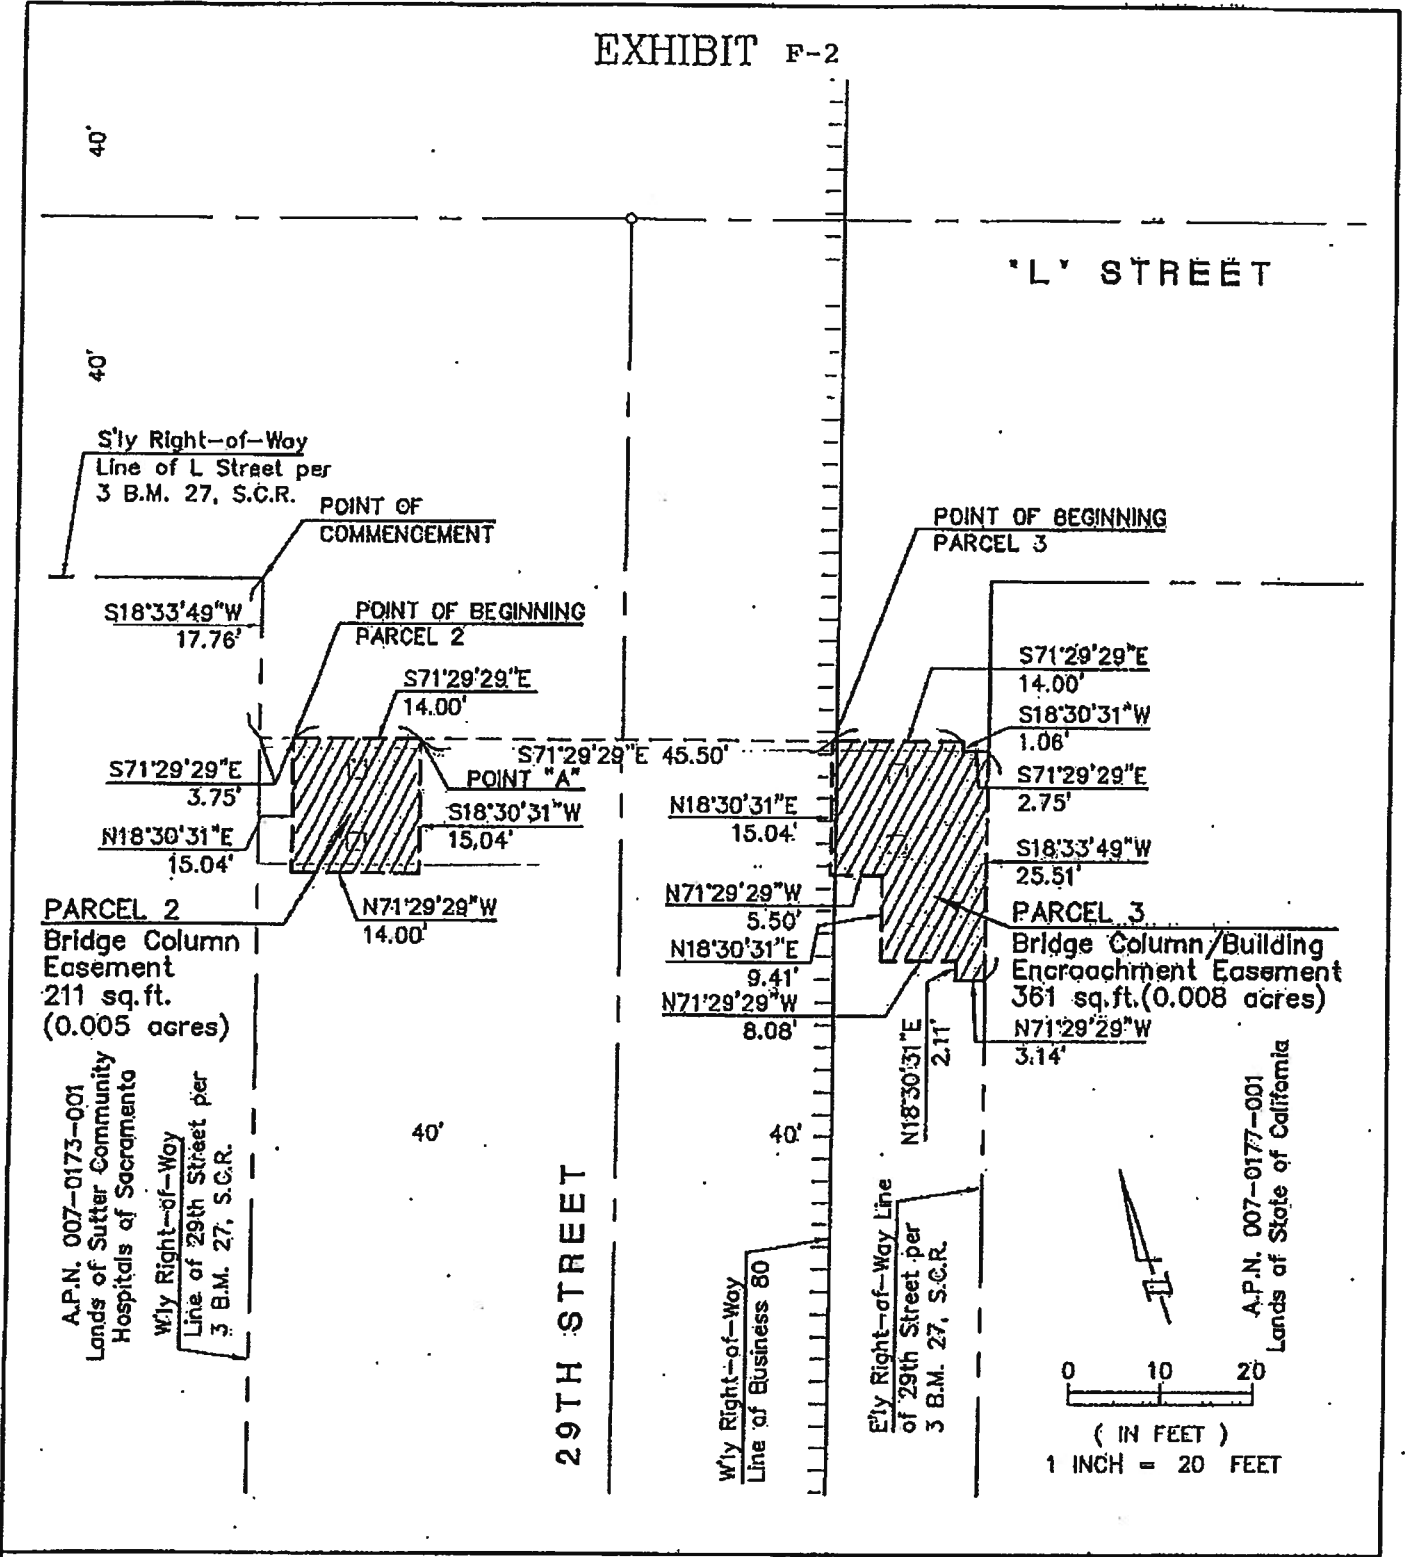 EXHIBIT F-2
40'
"L" STREET
40'
S'ly Right-of-Way
Line of L Street per
3 B.M. 27, S.C.R.
POINT OF
COMMENCEMENT
POINT OF BEGINNING
PARCEL 3
S18°33'49"W
17.76'
POINT OF BEGINNING
PARCEL 2
S71°29'29"E
14.00'
S71°29'29"E
14.00'
S18°30'31"W
1.06'
S71°29'29"E 45.50'
S71°29'29"E
3.75'
POINT "A"
S71°29'29"E
2.75'
N18°30'31"E
15.04'
S18°30'31"W
15.04'
N18°30'31"E
15.04'
S18°33'49"W
25.51'
N71°29'29"W
14.00'
N71°29'29"W
5.50'
PARCEL 2
Bridge Column
Easement
211 sq.ft.
(0.005 acres)
N18°30'31"E
9.41'
PARCEL 3
Bridge Column/Building
Encroachment Easement
361 sq.ft.(0.008 acres)
N71°29'29"W
8.08'
N18°30'31"E
2.11'
N71°29'29"W
3.14'
A.P.N. 007-0173-001
Lands of Sutter Community
Hospitals of Sacramento
W'ly Right-of-Way
Line of 29th Street per
3 B.M. 27, S.C.R.
40'
29TH STREET
40'
W'ly Right-of-Way
Line of Business 80
E'ly Right-of-Way Line
of 29th Street per
3 B.M. 27, S.C.R.
A.P.N. 007-0177-001
Lands of State of California
0 10 20
( IN FEET )
1 INCH = 20 FEET